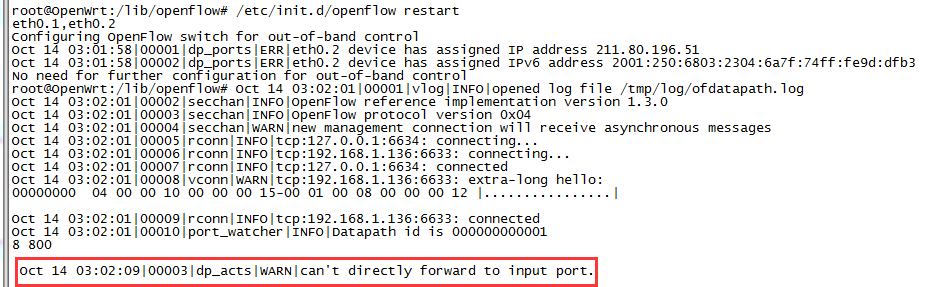 root@OpenWrt:/lib/openflow# /etc/init.d/openflow restart
eth0.1,eth0.2
Configuring OpenFlow switch for out-of-band control
Oct 14 03:01:58|00001|dp_ports|ERR|eth0.2 device has assigned IP address 211.80.196.51
Oct 14 03:01:58|00002|dp_ports|ERR|eth0.2 device has assigned IPv6 address 2001:250:6803:2304:6a7f:74ff:fe9d:dfb3
No need for further configuration for out-of-band control
root@OpenWrt:/lib/openflow# Oct 14 03:02:01|00001|vlog|INFO|opened log file /tmp/log/ofdatapath.log
Oct 14 03:02:01|00002|secchan|INFO|OpenFlow reference implementation version 1.3.0
Oct 14 03:02:01|00003|secchan|INFO|OpenFlow protocol version 0x04
Oct 14 03:02:01|00004|secchan|WARN|new management connection will receive asynchronous messages
Oct 14 03:02:01|00005|rconn|INFO|tcp:127.0.0.1:6634: connecting...
Oct 14 03:02:01|00006|rconn|INFO|tcp:192.168.1.136:6633: connecting...
Oct 14 03:02:01|00007|rconn|INFO|tcp:127.0.0.1:6634: connected
Oct 14 03:02:01|00008|vconn|WARN|tcp:192.168.1.136:6633: extra-long hello:
00000000  04 00 00 10 00 00 00 15-00 01 00 08 00 00 00 12 |................|
Oct 14 03:02:01|00009|rconn|INFO|tcp:192.168.1.136:6633: connected
Oct 14 03:02:01|00010|port_watcher|INFO|Datapath id is 000000000001
8 800
Oct 14 03:02:09|00003|dp_acts|WARN|can't directly forward to input port.